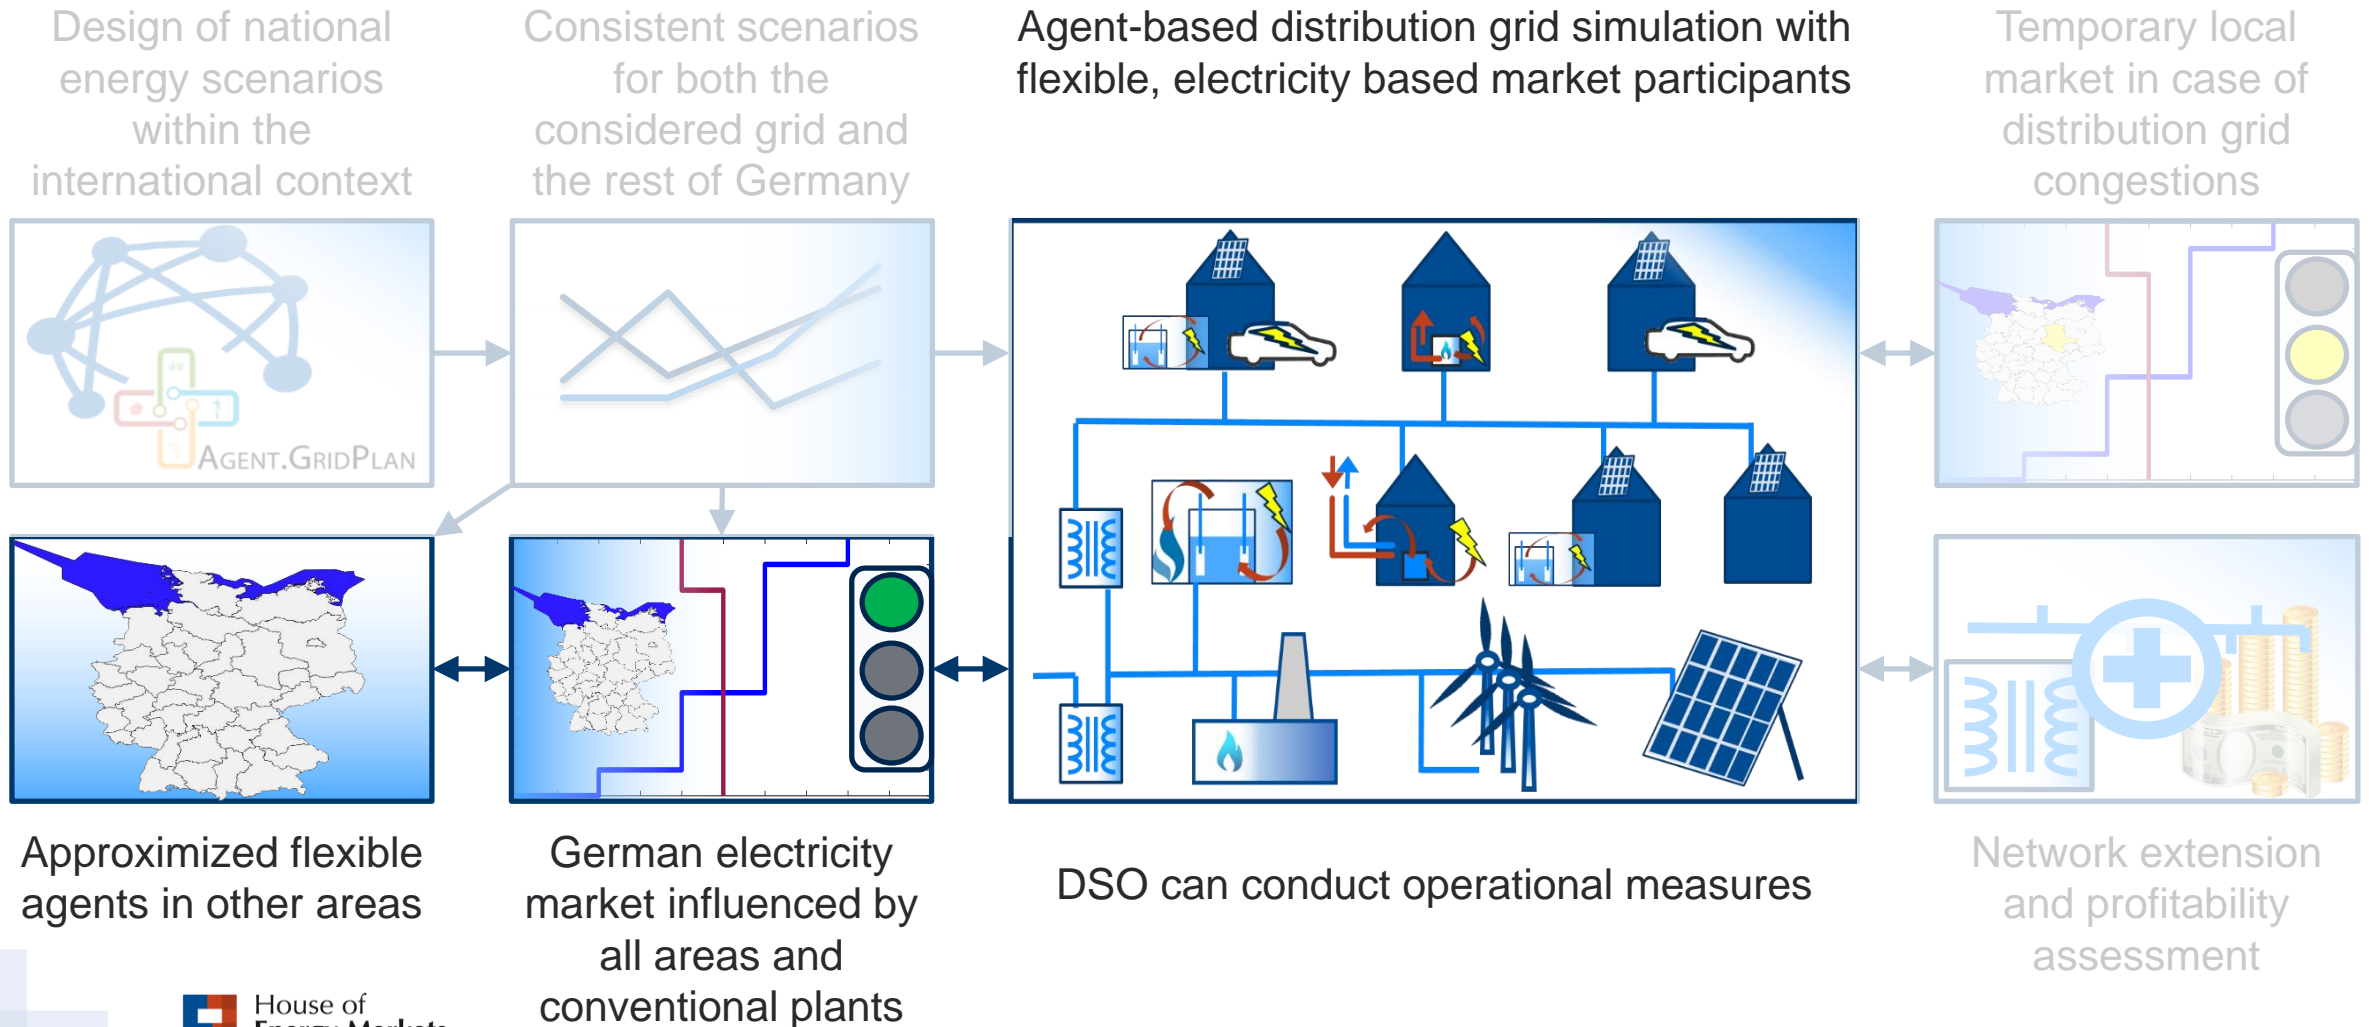 Design of national
energy scenarios
within the
international context
Consistent scenarios
for both the
considered grid and
the rest of Germany
Agent-based distribution grid simulation with
flexible, electricity based market participants
Temporary local
market in case of
distribution grid
congestions
AGENT.GRIDPLAN
Approximized flexible
agents in other areas
German electricity
market influenced by
all areas and
conventional plants
DSO can conduct operational measures
Network extension
and profitability
assessment
House of
Energy Markets